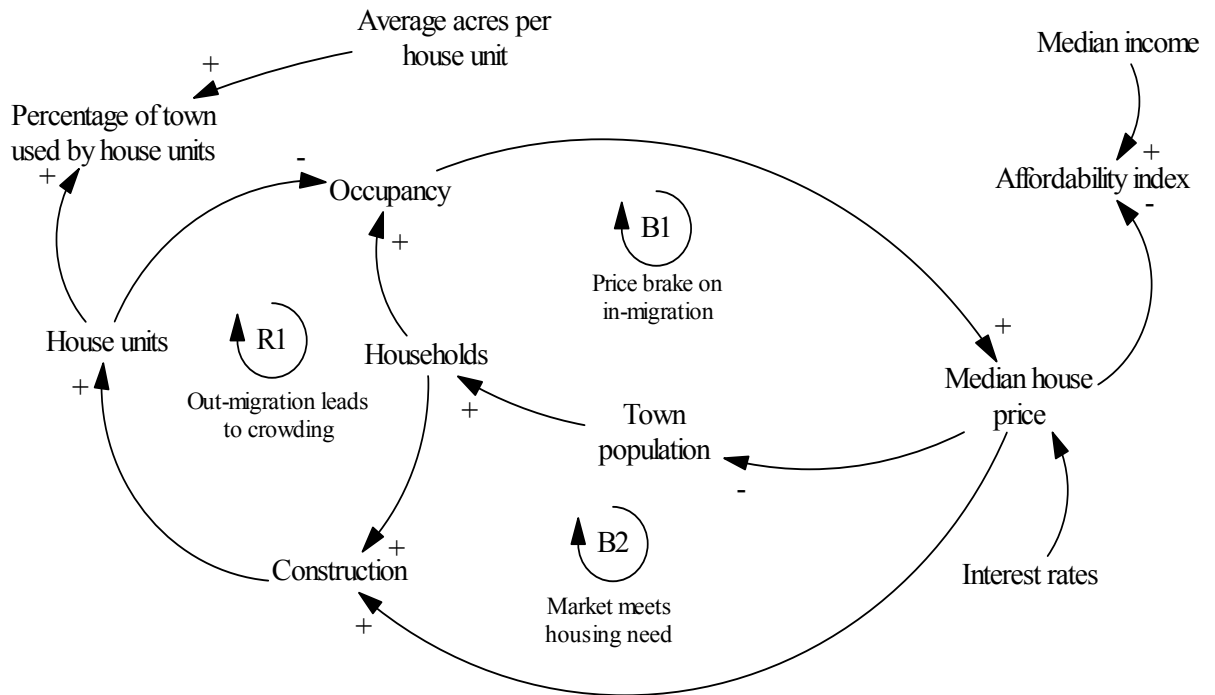 Average acres per
house unit
Median income
+
Percentage of town
used by house units
+
+
Affordability index
-
-
Occupancy
+
B1
Price brake on
in-migration
+
House units
+
R1
Out-migration leads
to crowding
Households
+
Town
population
-
Median house
price
+
Construction
+
B2
Market meets
housing need
Interest rates